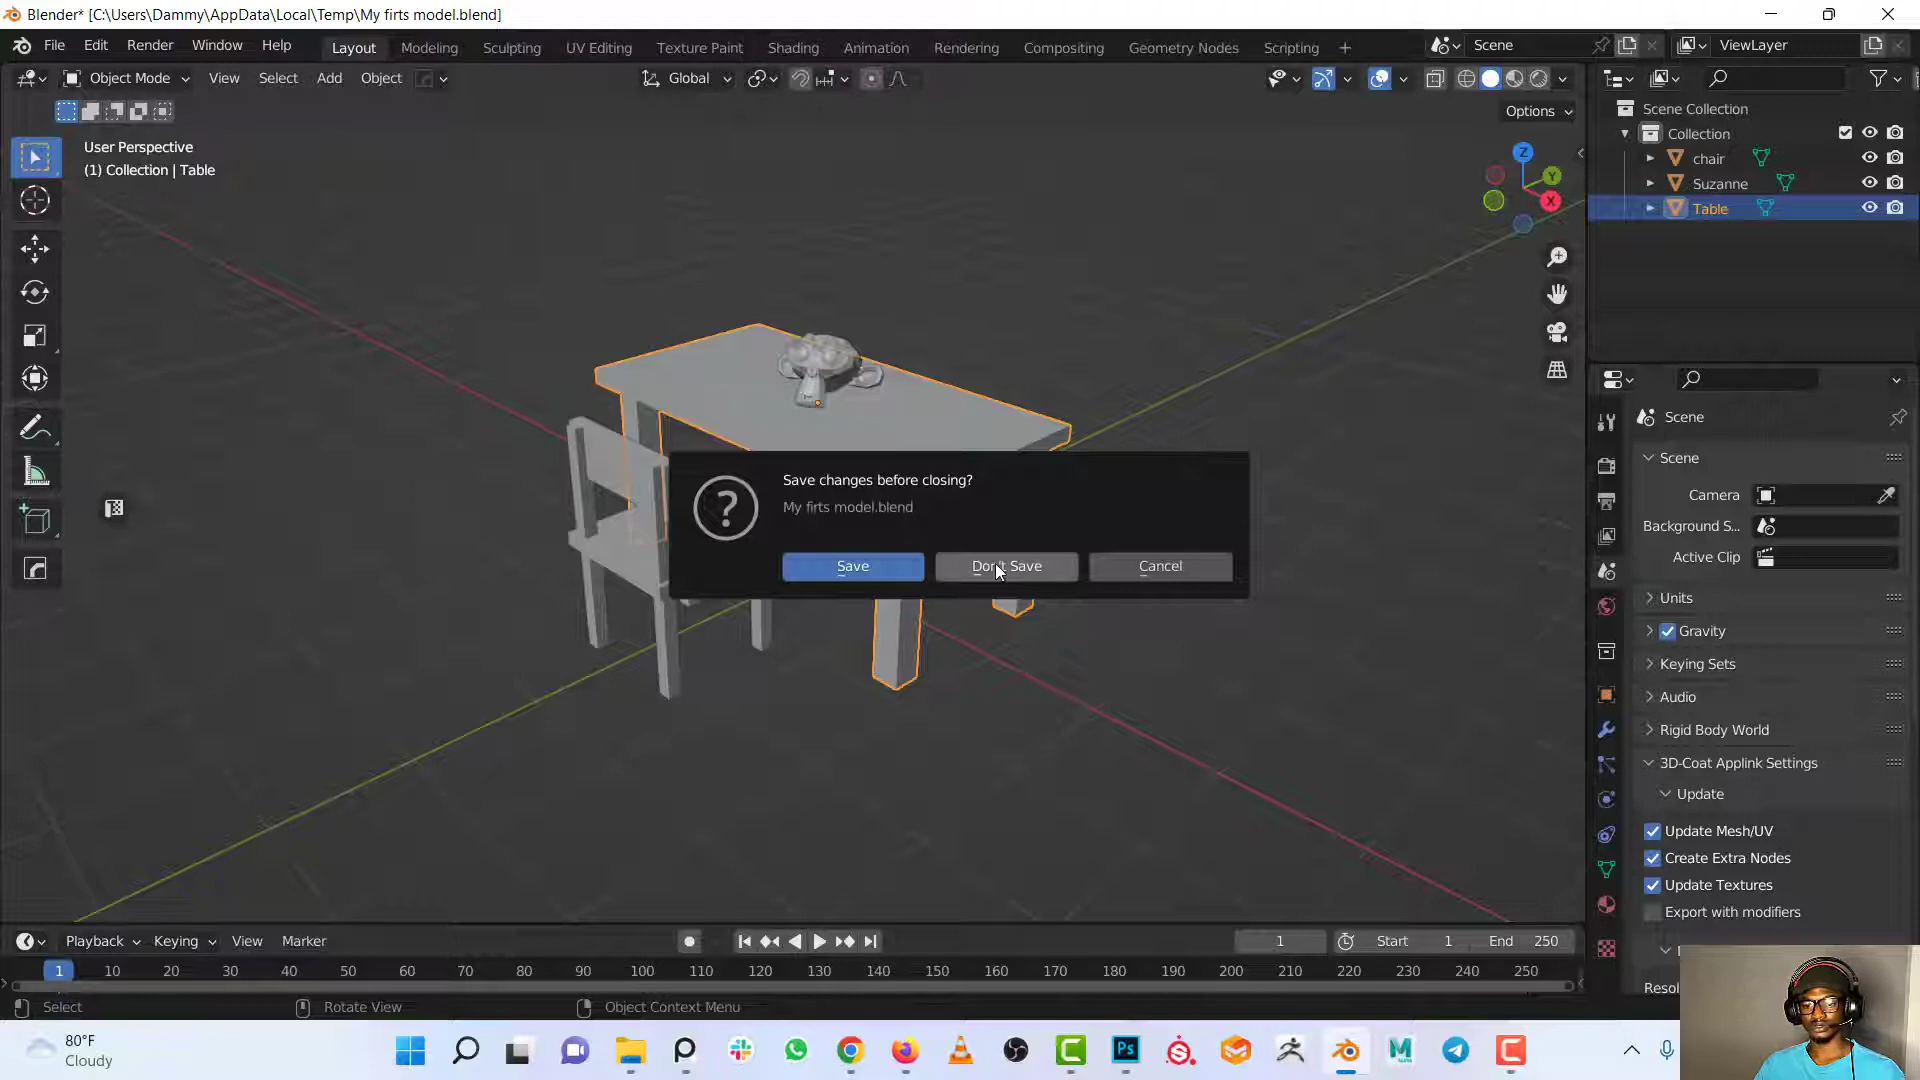 Blender* [C:\Users\Dammy\AppData\Local\Temp\My firts model.blend]
File Edit Render Window Help
Layout Modeling Sculpting UV Editing Texture Paint Shading Animation Rendering Compositing Geometry Nodes Scripting +
Scene
ViewLayer
Object Mode View Select Add Object
Global
Options
User Perspective
(1) Collection | Table
Z
Y
X
Scene Collection
Collection
chair
Suzanne
Table
Save changes before closing?
My firts model.blend
Save
Don't Save
Cancel
Scene
Scene
Camera
Background S...
Active Clip
Units
Gravity
Keying Sets
Audio
Rigid Body World
3D-Coat Applink Settings
Update
Update Mesh/UV
Create Extra Nodes
Update Textures
Export with modifiers
Playback Keying View Marker
1
Start 1
End 250
1 10 20 30 40 50 60 70 80 90 100 110 120 130 140 150 160 170 180 190 200 210 220 230 240 250
Select
Rotate View
Object Context Menu
80°F
Cloudy
Ps